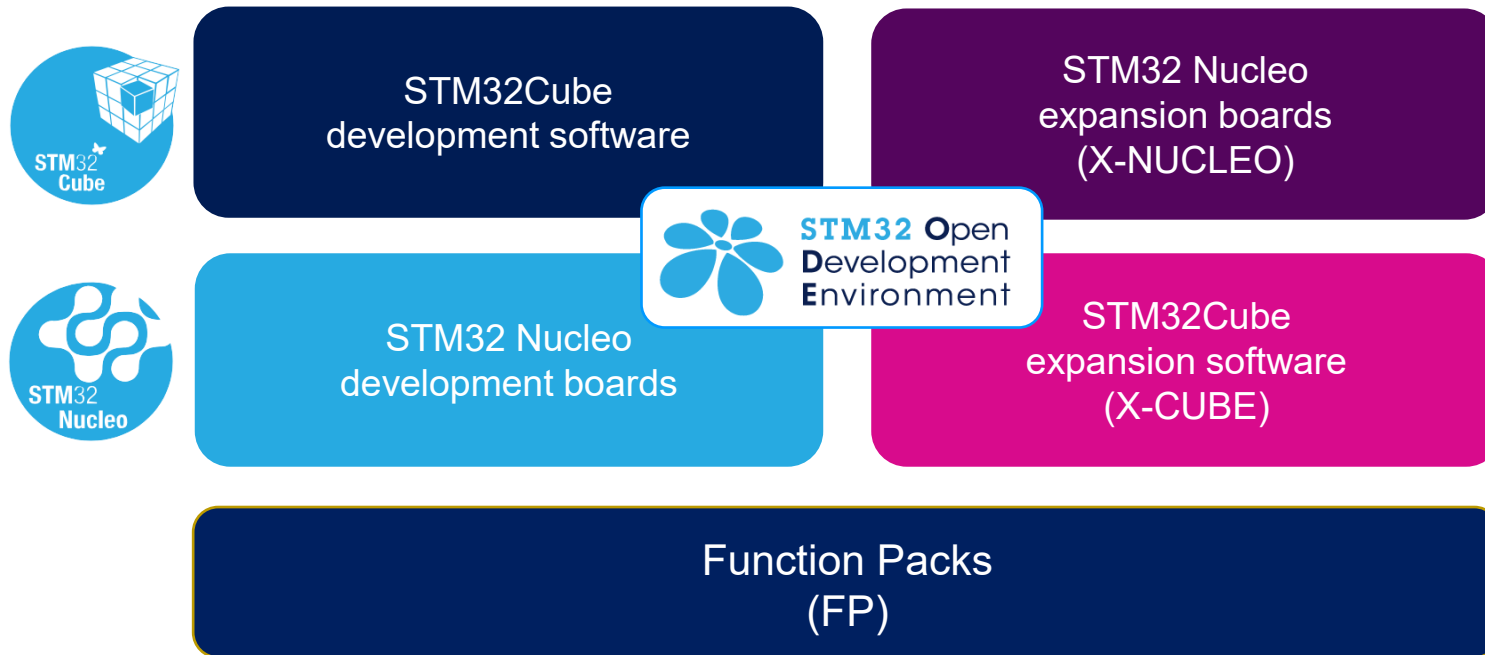 STM32
Cube
STM32Cube
development software
STM32 Nucleo
expansion boards
(X-NUCLEO)
STM32 Open
Development
Environment
STM32
Nucleo
STM32 Nucleo
development boards
STM32Cube
expansion software
(X-CUBE)
Function Packs
(FP)